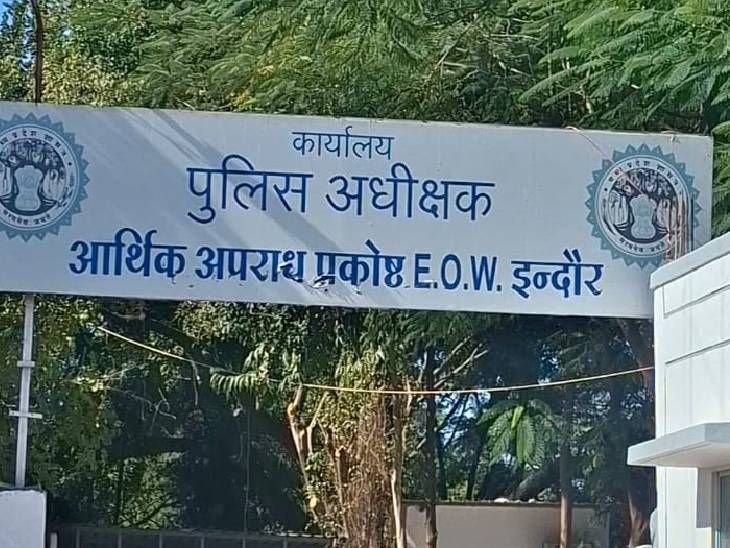 कार्यालय
पुलिस अधीक्षक
आर्थिक अपराध प्रकोष्ठ E.O.W. इन्दौर